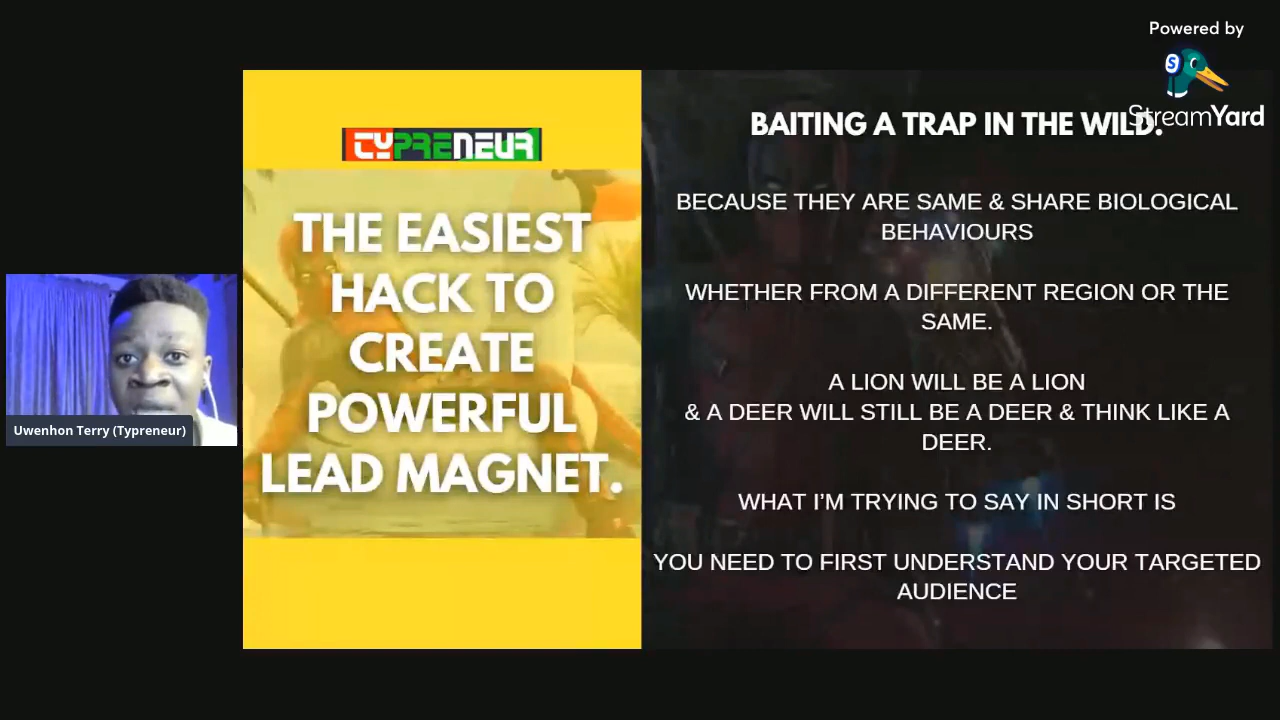 Powered by
S
StreamYard
TYPRENEUR
THE EASIEST
HACK TO
CREATE
POWERFUL
LEAD MAGNET.
BAITING A TRAP IN THE WILD.
BECAUSE THEY ARE SAME & SHARE BIOLOGICAL
BEHAVIOURS
WHETHER FROM A DIFFERENT REGION OR THE
SAME.
A LION WILL BE A LION
& A DEER WILL STILL BE A DEER & THINK LIKE A
DEER.
WHAT I'M TRYING TO SAY IN SHORT IS
YOU NEED TO FIRST UNDERSTAND YOUR TARGETED
AUDIENCE
Uwenhon Terry (Typreneur)